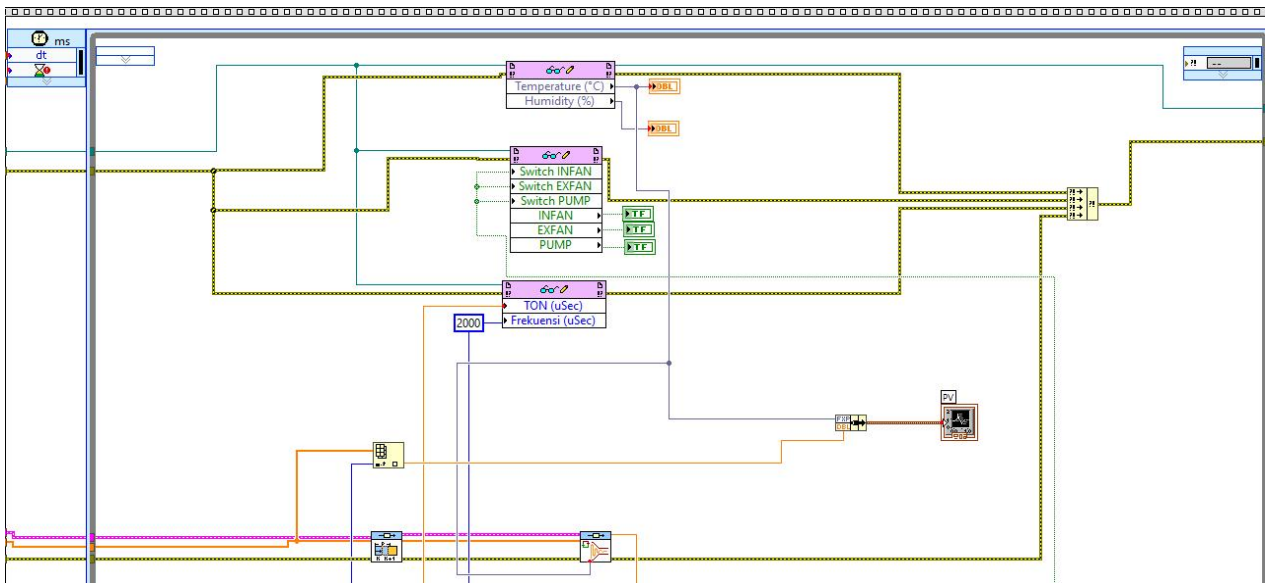 ms
dt
?!
--
Temperature (°C)
DBL
Humidity (%)
DBL
Switch INFAN
Switch EXFAN
Switch PUMP
INFAN
TF
EXFAN
TF
PUMP
TF
?!
?!
?!
?!
?!
TON (uSec)
2000
Frekuensi (uSec)
PV
FXP
DBL